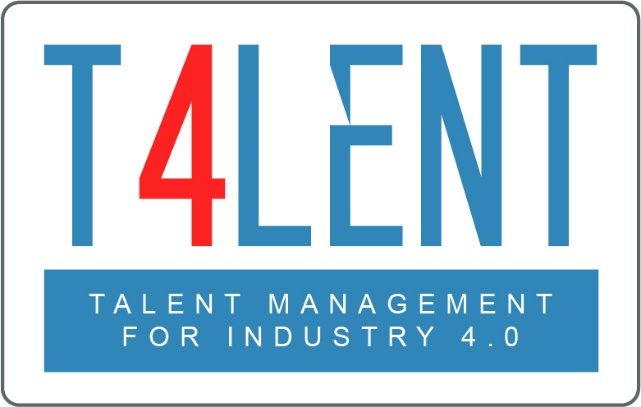 T4LENT
TALENT MANAGEMENT
FOR INDUSTRY 4.0